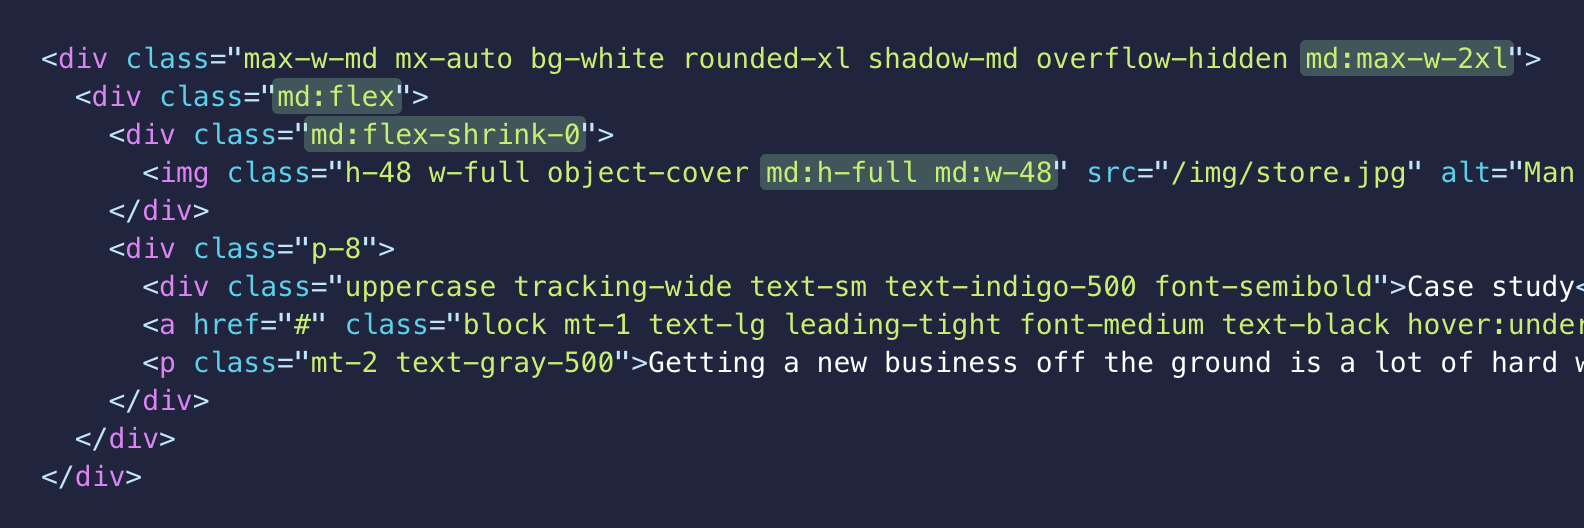 <div class="max-w-md mx-auto bg-white rounded-xl shadow-md overflow-hidden md:max-w-2xl">
<div class="md:flex">
<div class="md:flex-shrink-0">
<img class="h-48 w-full object-cover md:h-full md:w-48" src="/img/store.jpg" alt="Man
</div>
<div class="p-8">
<div class="uppercase tracking-wide text-sm text-indigo-500 font-semibold">Case study<
<a href="#" class="block mt-1 text-lg leading-tight font-medium text-black hover:under
<p class="mt-2 text-gray-500">Getting a new business off the ground is a lot of hard
</div>
</div>
</div>